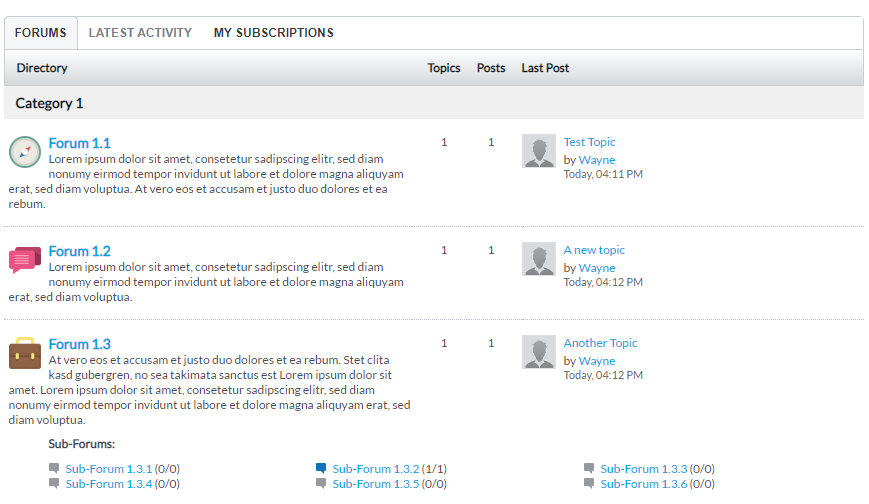 FORUMS LATEST ACTIVITY MY SUBSCRIPTIONS
Directory Topics Posts Last Post
Category 1
Forum 1.1 1 1 Test Topic
Lorem ipsum dolor sit amet, consetetur sadipscing elitr, sed diam by Wayne
nonumy eirmod tempor invidunt ut labore et dolore magna aliquyam Today, 04:11 PM
erat, sed diam voluptua. At vero eos et accusam et justo duo dolores et ea
rebum.
Forum 1.2 1 1 A new topic
Lorem ipsum dolor sit amet, consetetur sadipscing elitr, sed diam by Wayne
nonumy eirmod tempor invidunt ut labore et dolore magna aliquyam Today, 04:12 PM
erat, sed diam voluptua.
Forum 1.3 1 1 Another Topic
At vero eos et accusam et justo duo dolores et ea rebum. Stet clita by Wayne
kasd gubergren, no sea takimata sanctus est Lorem ipsum dolor sit Today, 04:12 PM
amet. Lorem ipsum dolor sit amet, consetetur sadipscing elitr, sed diam
nonumy eirmod tempor invidunt ut labore et dolore magna aliquyam erat, sed
diam voluptua.
Sub-Forums:
Sub-Forum 1.3.1 (0/0) Sub-Forum 1.3.2 (1/1) Sub-Forum 1.3.3 (0/0)
Sub-Forum 1.3.4 (0/0) Sub-Forum 1.3.5 (0/0) Sub-Forum 1.3.6 (0/0)